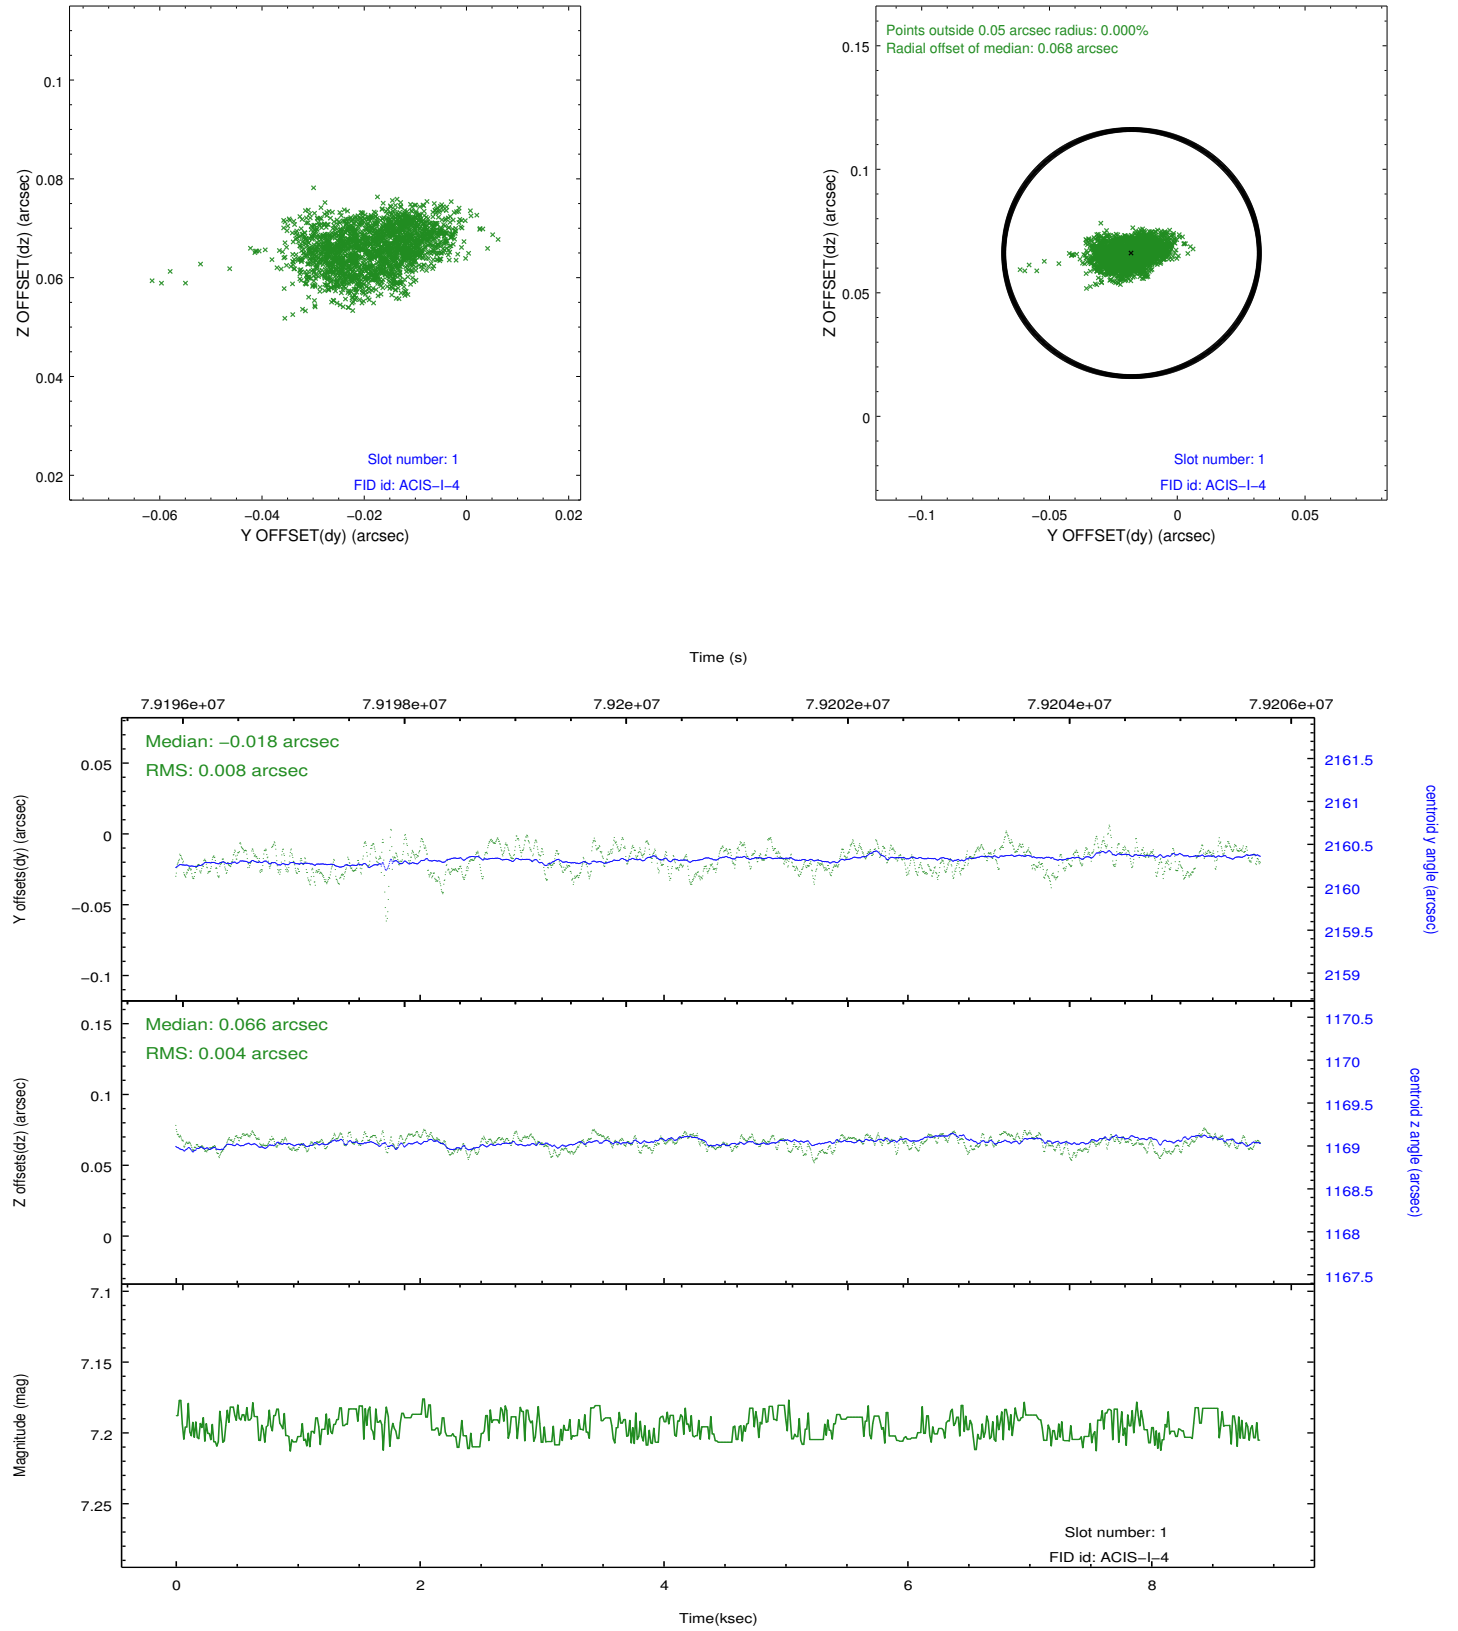 0.1
0.08
0.06
0.04
0.02
Z OFFSET(dz) (arcsec)
Slot number: 1
FID id: ACIS−I−4
−0.06 −0.04 −0.02 0 0.02
Y OFFSET(dy) (arcsec)
Points outside 0.05 arcsec radius: 0.000%
Radial offset of median: 0.068 arcsec
0.15
0.1
0.05
0
Z OFFSET(dz) (arcsec)
Slot number: 1
FID id: ACIS−I−4
−0.1 −0.05 0 0.05
Y OFFSET(dy) (arcsec)
Time (s)
7.9196e+07 7.9198e+07 7.92e+07 7.9202e+07 7.9204e+07 7.9206e+07
Median: −0.018 arcsec
RMS: 0.008 arcsec
0.05
0
−0.05
−0.1
Y offsets(dy) (arcsec)
2161.5
2161
2160.5
2160
2159.5
2159
centroid y angle (arcsec)
Median: 0.066 arcsec
RMS: 0.004 arcsec
0.15
0.1
0.05
0
Z offsets(dz) (arcsec)
1170.5
1170
1169.5
1169
1168.5
1168
1167.5
centroid z angle (arcsec)
7.1
7.15
7.2
7.25
Magnitude (mag)
Slot number: 1
FID id: ACIS−I−4
0 2 4 6 8
Time(ksec)